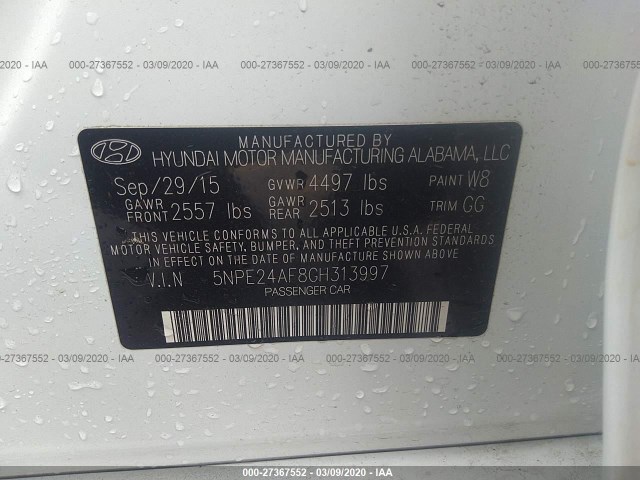 000-27367552 - 03/09/2020 - IAA
MANUFACTURED BY
HYUNDAI MOTOR MANUFACTURING ALABAMA, LLC
Sep/29/15 GVWR 4497 lbs PAINT W8
GAWR FRONT 2557 lbs GAWR REAR 2513 lbs TRIM GG
THIS VEHICLE CONFORMS TO ALL APPLICABLE U.S.A. FEDERAL
MOTOR VEHICLE SAFETY, BUMPER, AND THEFT PREVENTION STANDARDS
IN EFFECT ON THE DATE OF MANUFACTURE SHOWN ABOVE
V.I.N 5NPE24AF8GH313997
PASSENGER CAR
000-27367552 - 03/09/2020 - IAA
000-27367552 - 03/09/2020 - IAA